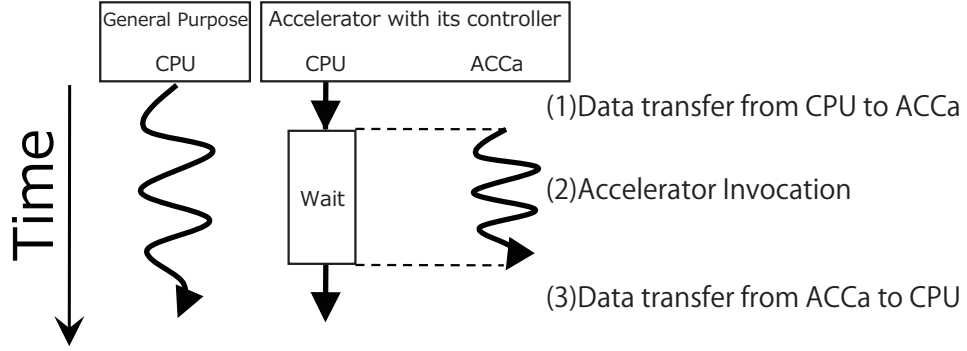 General Purpose
CPU
Accelerator with its controller
CPU ACCa
Time
(1)Data transfer from CPU to ACCa
Wait
(2)Accelerator Invocation
(3)Data transfer from ACCa to CPU